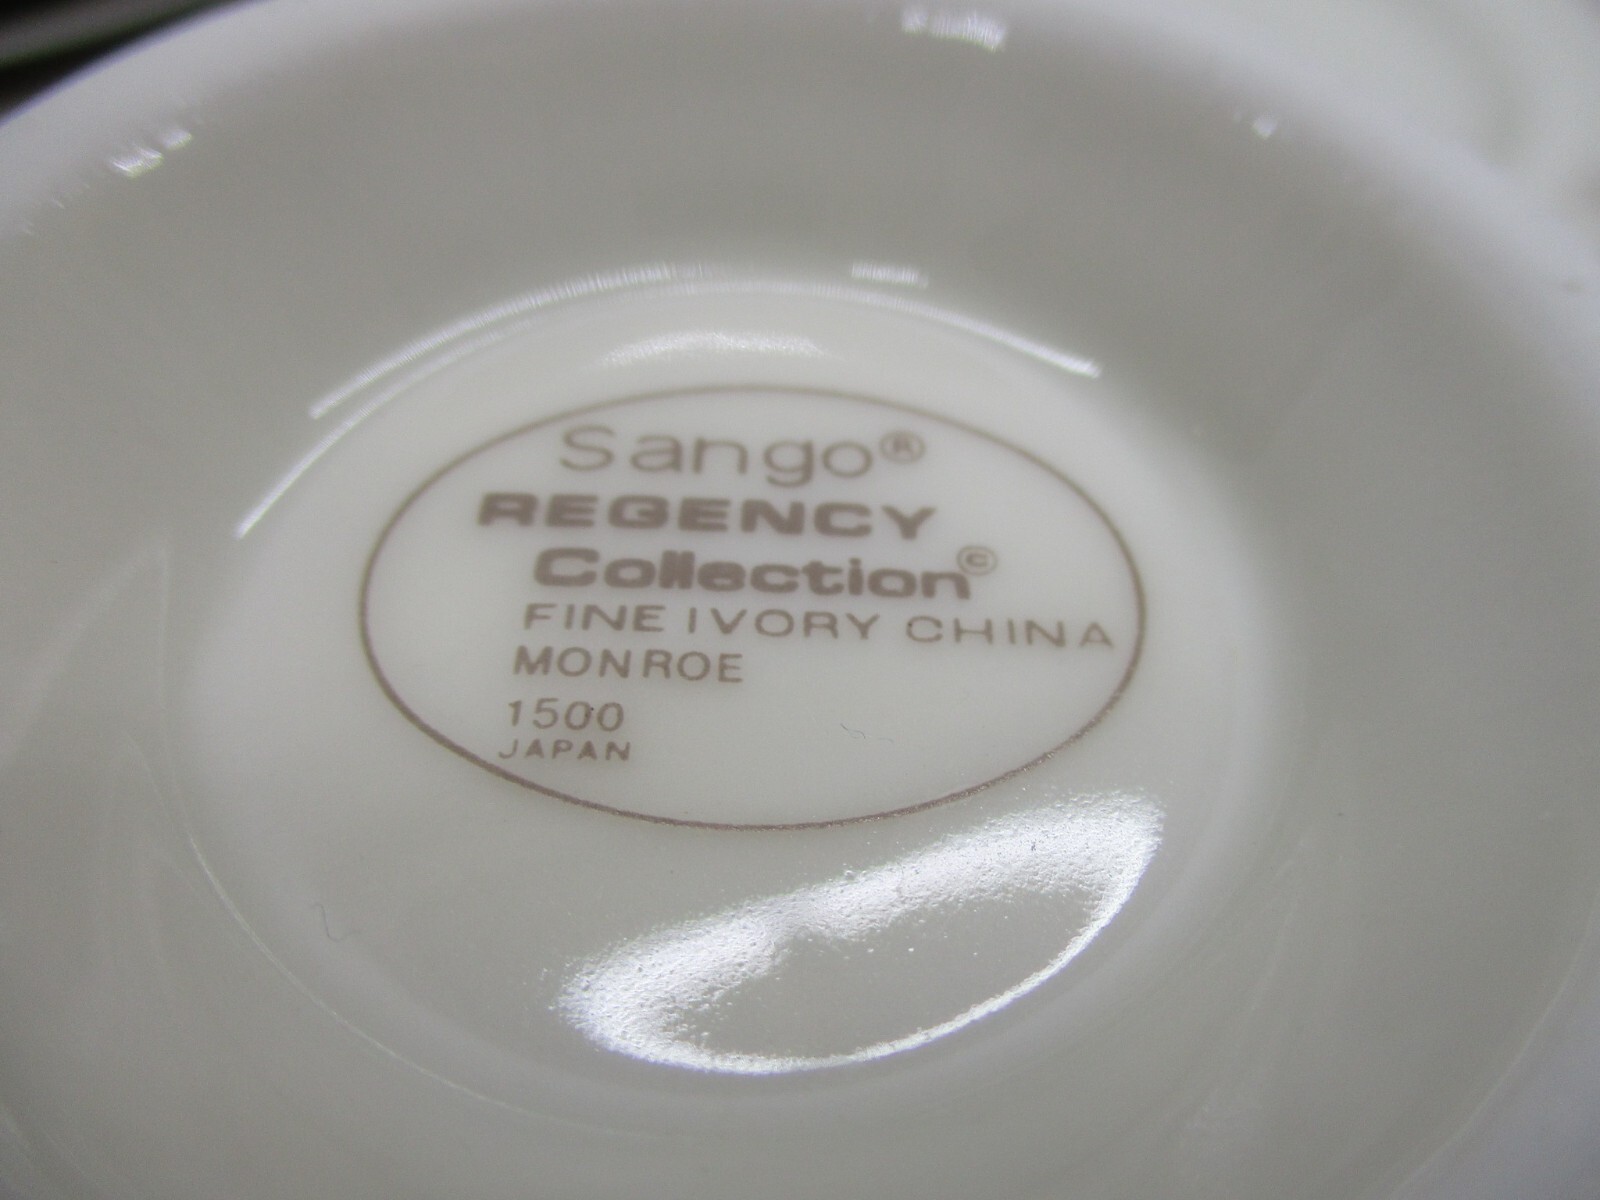 Sango®
REGENCY
Collection©
FINE IVORY CHINA
MONROE
1500
JAPAN